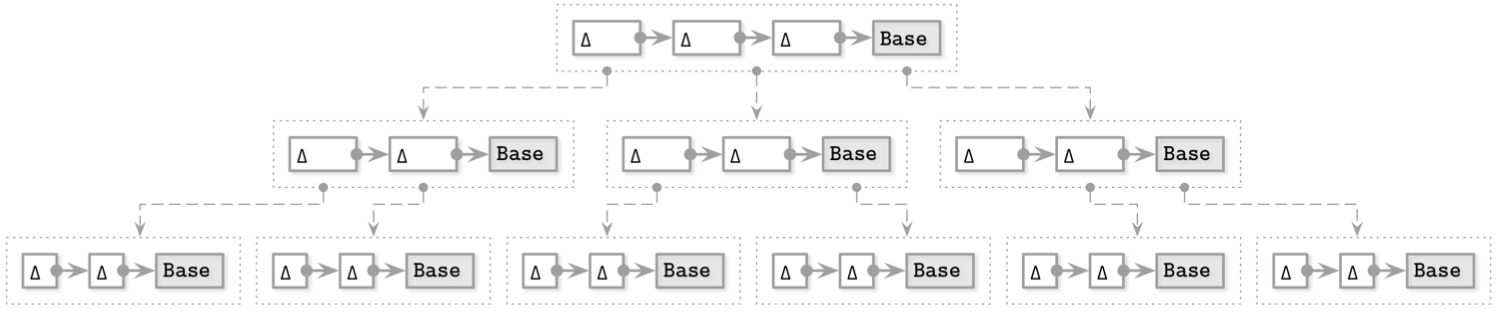 Δ Δ Δ Base
Δ Δ Base Δ Δ Base Δ Δ Base
Δ Δ Base Δ Δ Base Δ Δ Base Δ Δ Base Δ Δ Base Δ Δ Base